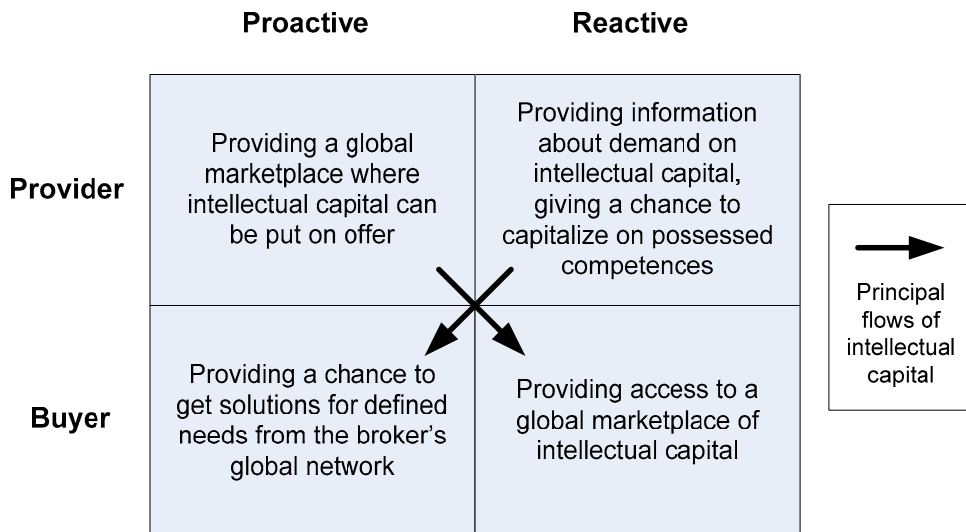 Proactive
Reactive
Provider
Providing a global
marketplace where
intellectual capital can
be put on offer
Providing information
about demand on
intellectual capital,
giving a chance to
capitalize on possessed
competences
Buyer
Providing a chance to
get solutions for defined
needs from the broker's
global network
Providing access to a
global marketplace of
intellectual capital
Principal
flows of
intellectual
capital